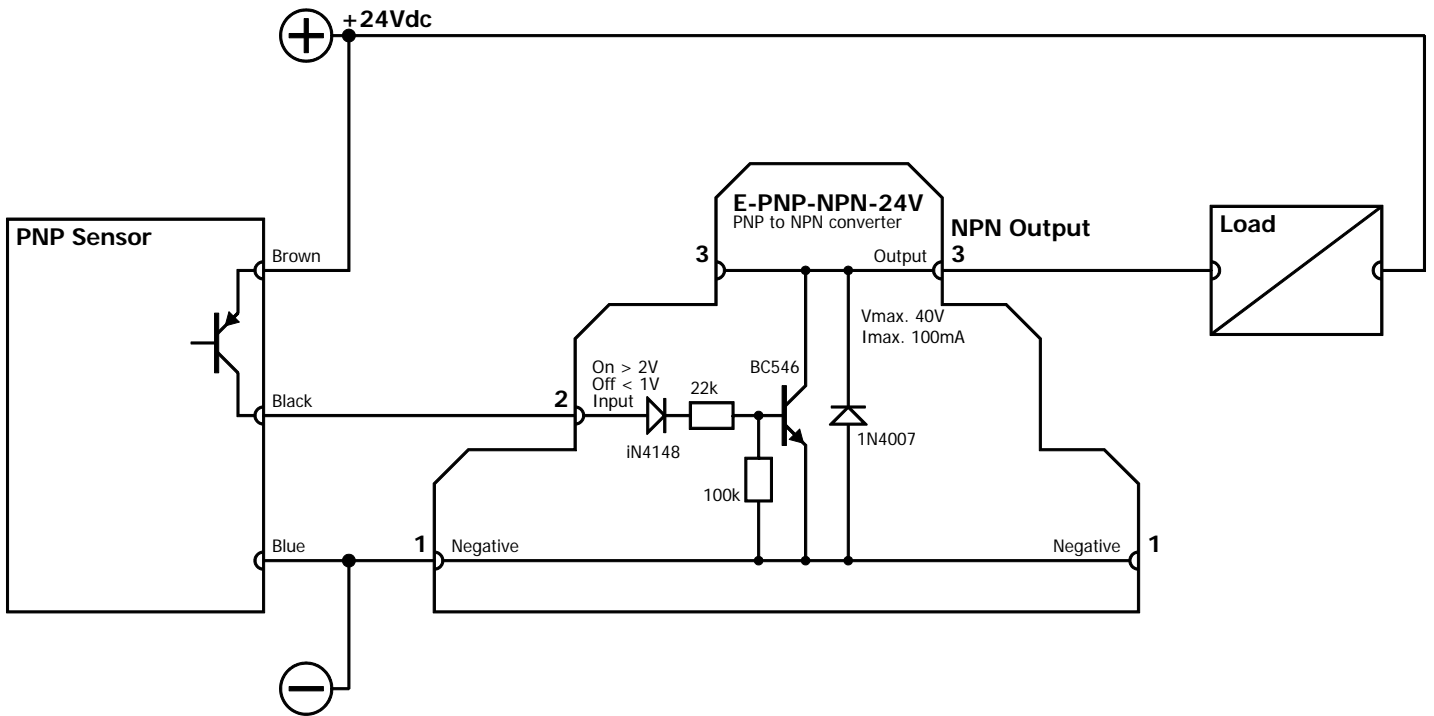 +24Vdc
PNP Sensor
Brown
Black
Blue
E-PNP-NPN-24V
PNP to NPN converter
3
Output
NPN Output
3
Vmax. 40V
Imax. 100mA
Load
On > 2V
Off < 1V
2
Input
iN4148
22k
BC546
1N4007
100k
1
Negative
Negative
1